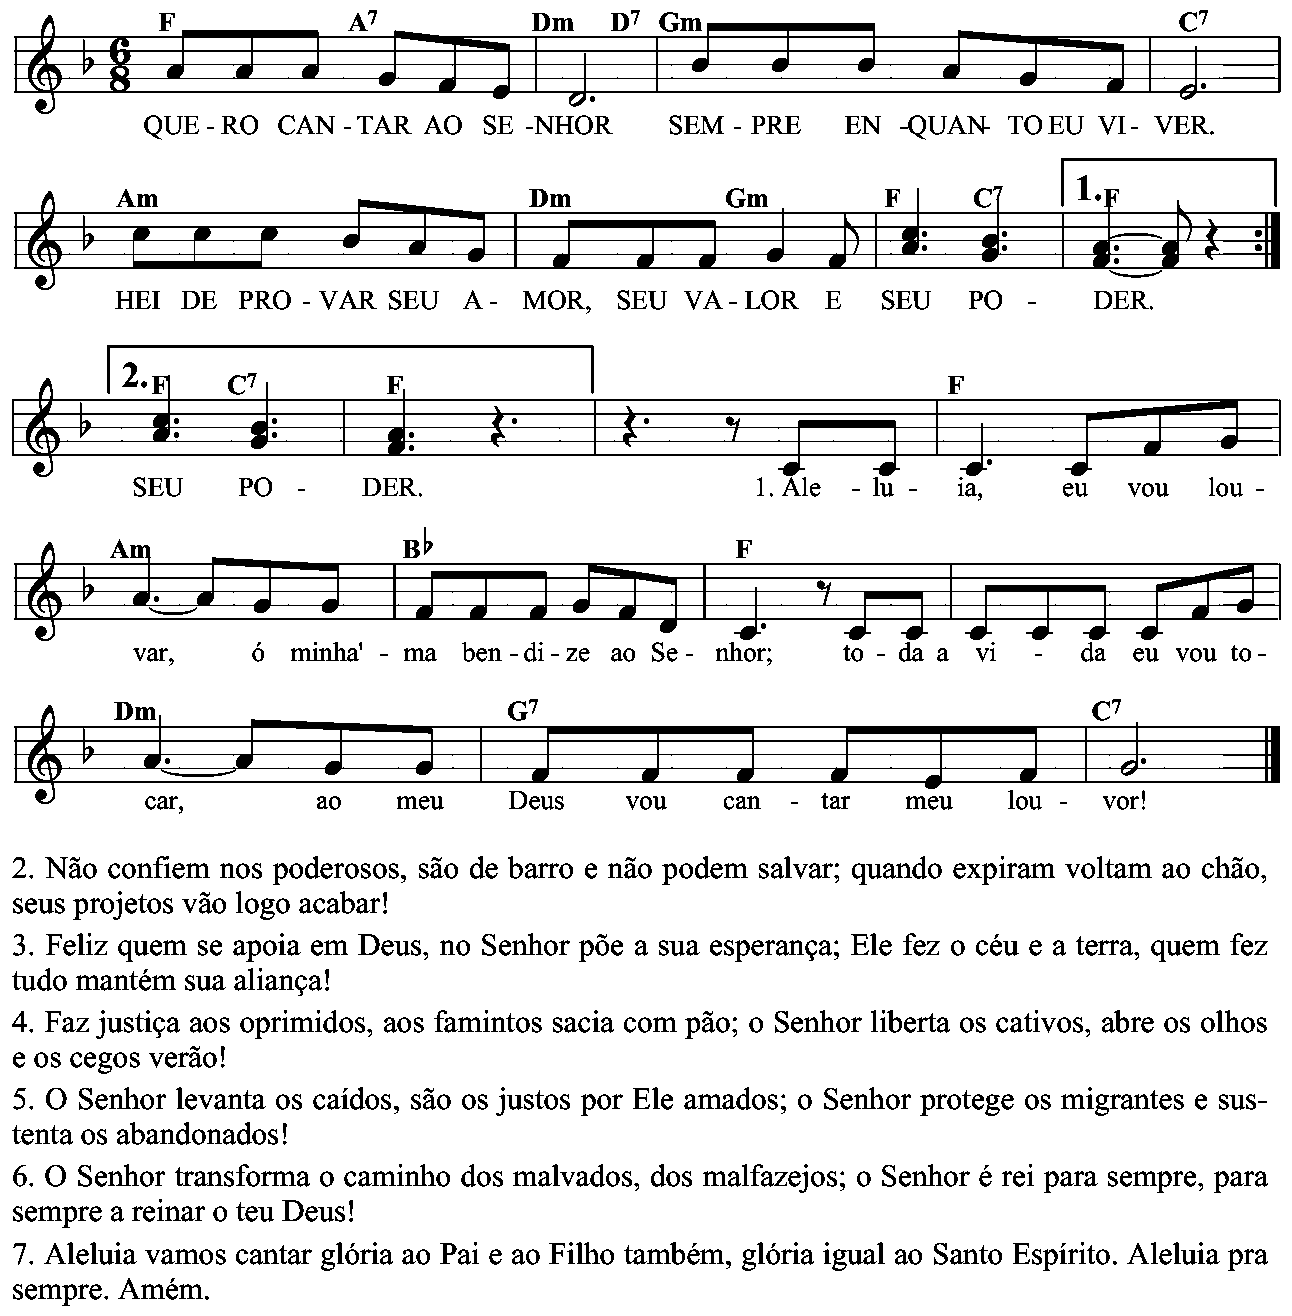 F A7 Dm D7 Gm C7
6
8
QUE - RO CAN - TAR AO SE - NHOR SEM - PRE EN - QUAN - TO EU VI - VER.
Am Dm Gm F C7 1. F
HEI DE PRO - VAR SEU A - MOR, SEU VA - LOR E SEU PO - DER.
2. F C7 F F
SEU PO - DER. 1. Ale - lu - ia, eu vou lou -
Am B♭ F
var, ó minha' - ma ben - di - ze ao Se - nhor; to - da a vi - da eu vou to -
Dm G7 C7
car, ao meu Deus vou can - tar meu lou - vor!
2. Não confiem nos poderosos, são de barro e não podem salvar; quando expiram voltam ao chão,
seus projetos vão logo acabar!
3. Feliz quem se apoia em Deus, no Senhor põe a sua esperança; Ele fez o céu e a terra, quem fez
tudo mantém sua aliança!
4. Faz justiça aos oprimidos, aos famintos sacia com pão; o Senhor liberta os cativos, abre os olhos
e os cegos verão!
5. O Senhor levanta os caídos, são os justos por Ele amados; o Senhor protege os migrantes e sus-
tenta os abandonados!
6. O Senhor transforma o caminho dos malvados, dos malfazejos; o Senhor é rei para sempre, para
sempre a reinar o teu Deus!
7. Aleluia vamos cantar glória ao Pai e ao Filho também, glória igual ao Santo Espírito. Aleluia pra
sempre. Amém.